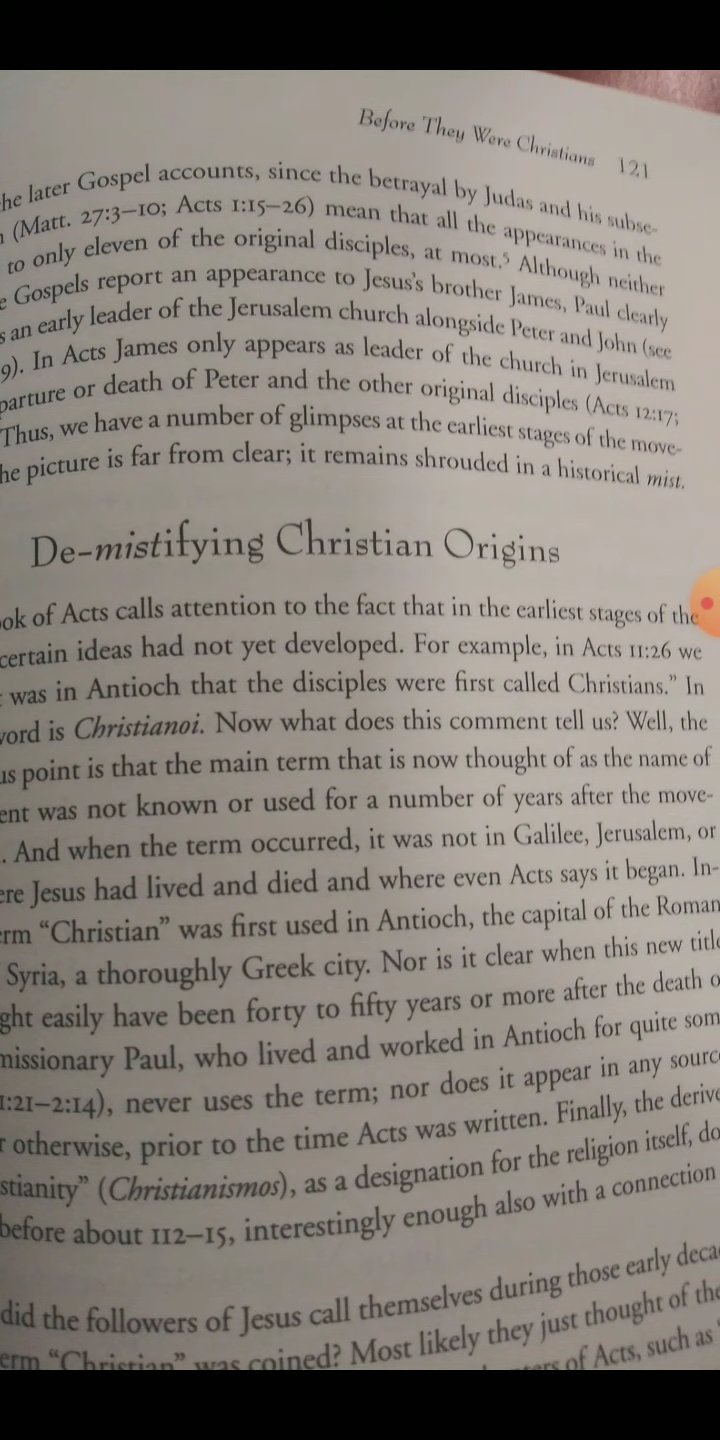 Before They Were Christians 121
he later Gospel accounts, since the betrayal by Judas and his subse-
(Matt. 27:3–10; Acts 1:15–26) mean that all the appearances in the
to only eleven of the original disciples, at most.⁵ Although neither
e Gospels report an appearance to Jesus's brother James, Paul clearly
s an early leader of the Jerusalem church alongside Peter and John (see
9). In Acts James only appears as leader of the church in Jerusalem
parture or death of Peter and the other original disciples (Acts 12:17;
Thus, we have a number of glimpses at the earliest stages of the move-
he picture is far from clear; it remains shrouded in a historical mist.
De-mistifying Christian Origins
ok of Acts calls attention to the fact that in the earliest stages of the
certain ideas had not yet developed. For example, in Acts 11:26 we
was in Antioch that the disciples were first called Christians." In
word is Christianoi. Now what does this comment tell us? Well, the
us point is that the main term that is now thought of as the name of
ent was not known or used for a number of years after the move-
. And when the term occurred, it was not in Galilee, Jerusalem, or
ere Jesus had lived and died and where even Acts says it began. In-
erm "Christian" was first used in Antioch, the capital of the Roman
Syria, a thoroughly Greek city. Nor is it clear when this new title
ght easily have been forty to fifty years or more after the death o
missionary Paul, who lived and worked in Antioch for quite som
1:21–2:14), never uses the term; nor does it appear in any sourc
r otherwise, prior to the time Acts was written. Finally, the derive
stianity" (Christianismos), as a designation for the religion itself, do
before about 112–15, interestingly enough also with a connection
did the followers of Jesus call themselves during those early deca
erm "Christian" was coined? Most likely they just thought of the
ters of Acts, such as